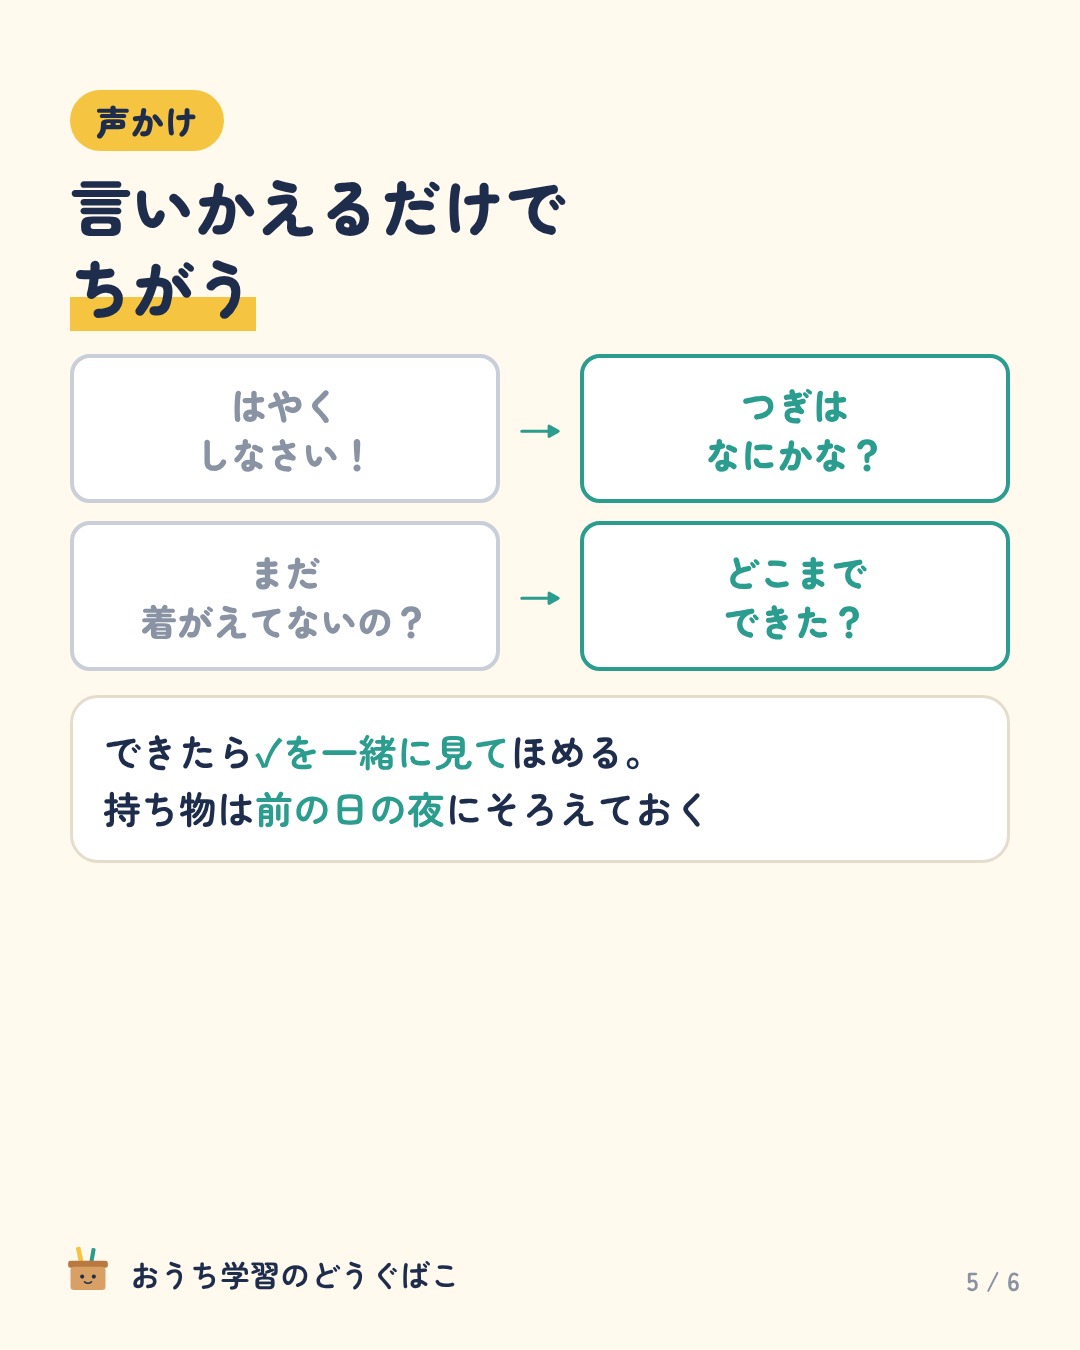 声かけ
言いかえるだけで
ちがう
はやく
しなさい！
→
つぎは
なにかな？
まだ
着がえてないの？
→
どこまで
できた？
できたら✓を一緒に見てほめる。
持ち物は前の日の夜にそろえておく
おうち学習のどうぐばこ
5 / 6